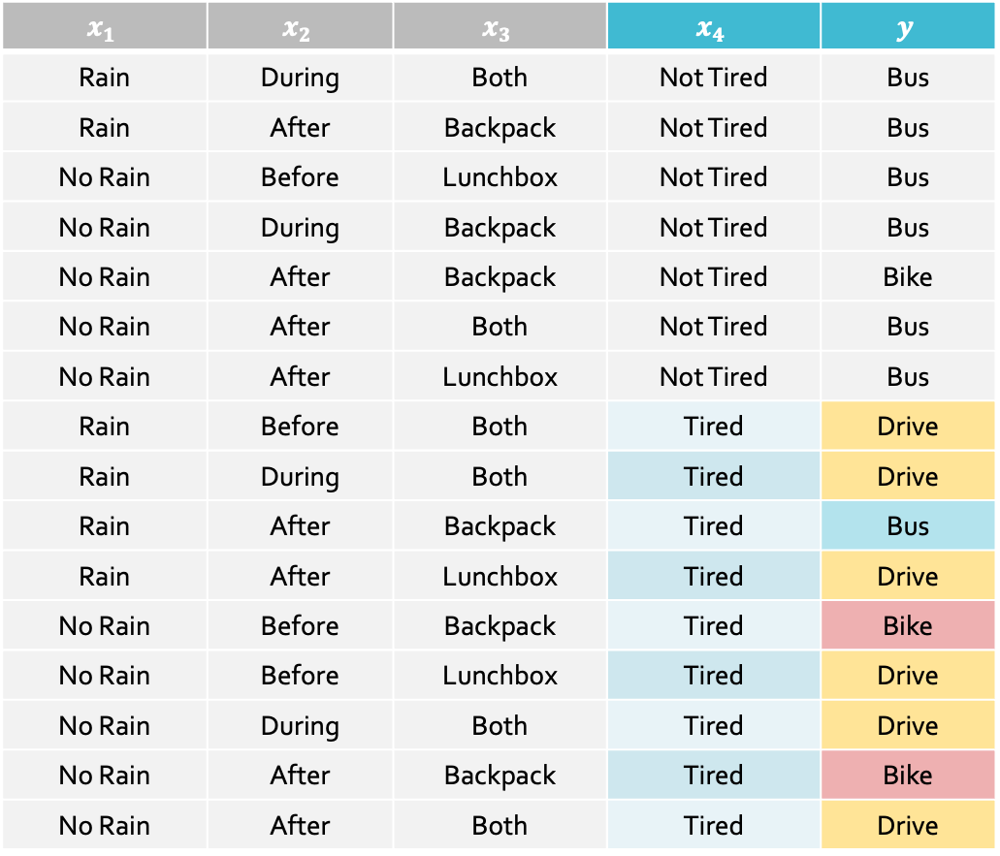 x₁ x₂ x₃ x₄ y
Rain During Both Not Tired Bus
Rain After Backpack Not Tired Bus
No Rain Before Lunchbox Not Tired Bus
No Rain During Backpack Not Tired Bus
No Rain After Backpack Not Tired Bike
No Rain After Both Not Tired Bus
No Rain After Lunchbox Not Tired Bus
Rain Before Both Tired Drive
Rain During Both Tired Drive
Rain After Backpack Tired Bus
Rain After Lunchbox Tired Drive
No Rain Before Backpack Tired Bike
No Rain Before Lunchbox Tired Drive
No Rain During Both Tired Drive
No Rain After Backpack Tired Bike
No Rain After Both Tired Drive